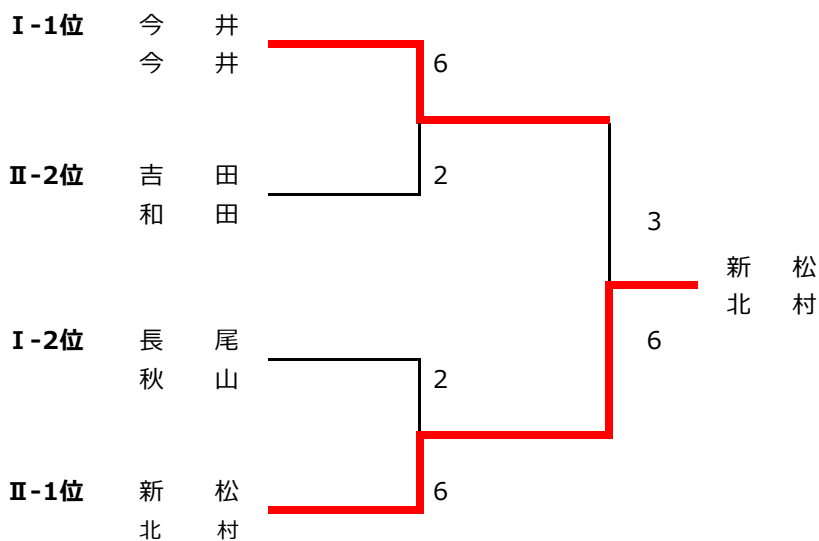 Ⅰ-1位 今 井
今 井
6
Ⅱ-2位 吉 田
和 田
2
3
新 松
北 村
Ⅰ-2位 長 尾
秋 山
2
6
Ⅱ-1位 新 松
北 村
6